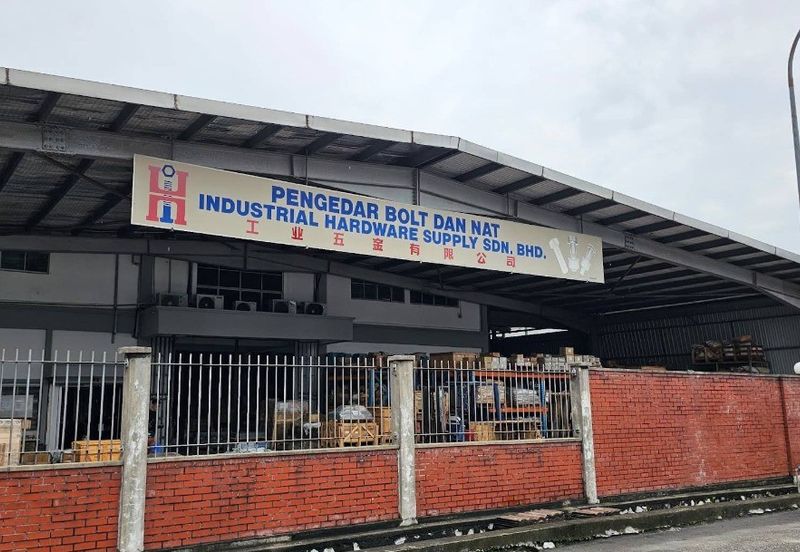 PENGEDAR BOLT DAN NAT
INDUSTRIAL HARDWARE SUPPLY SDN. BHD.
工业五金有限公司